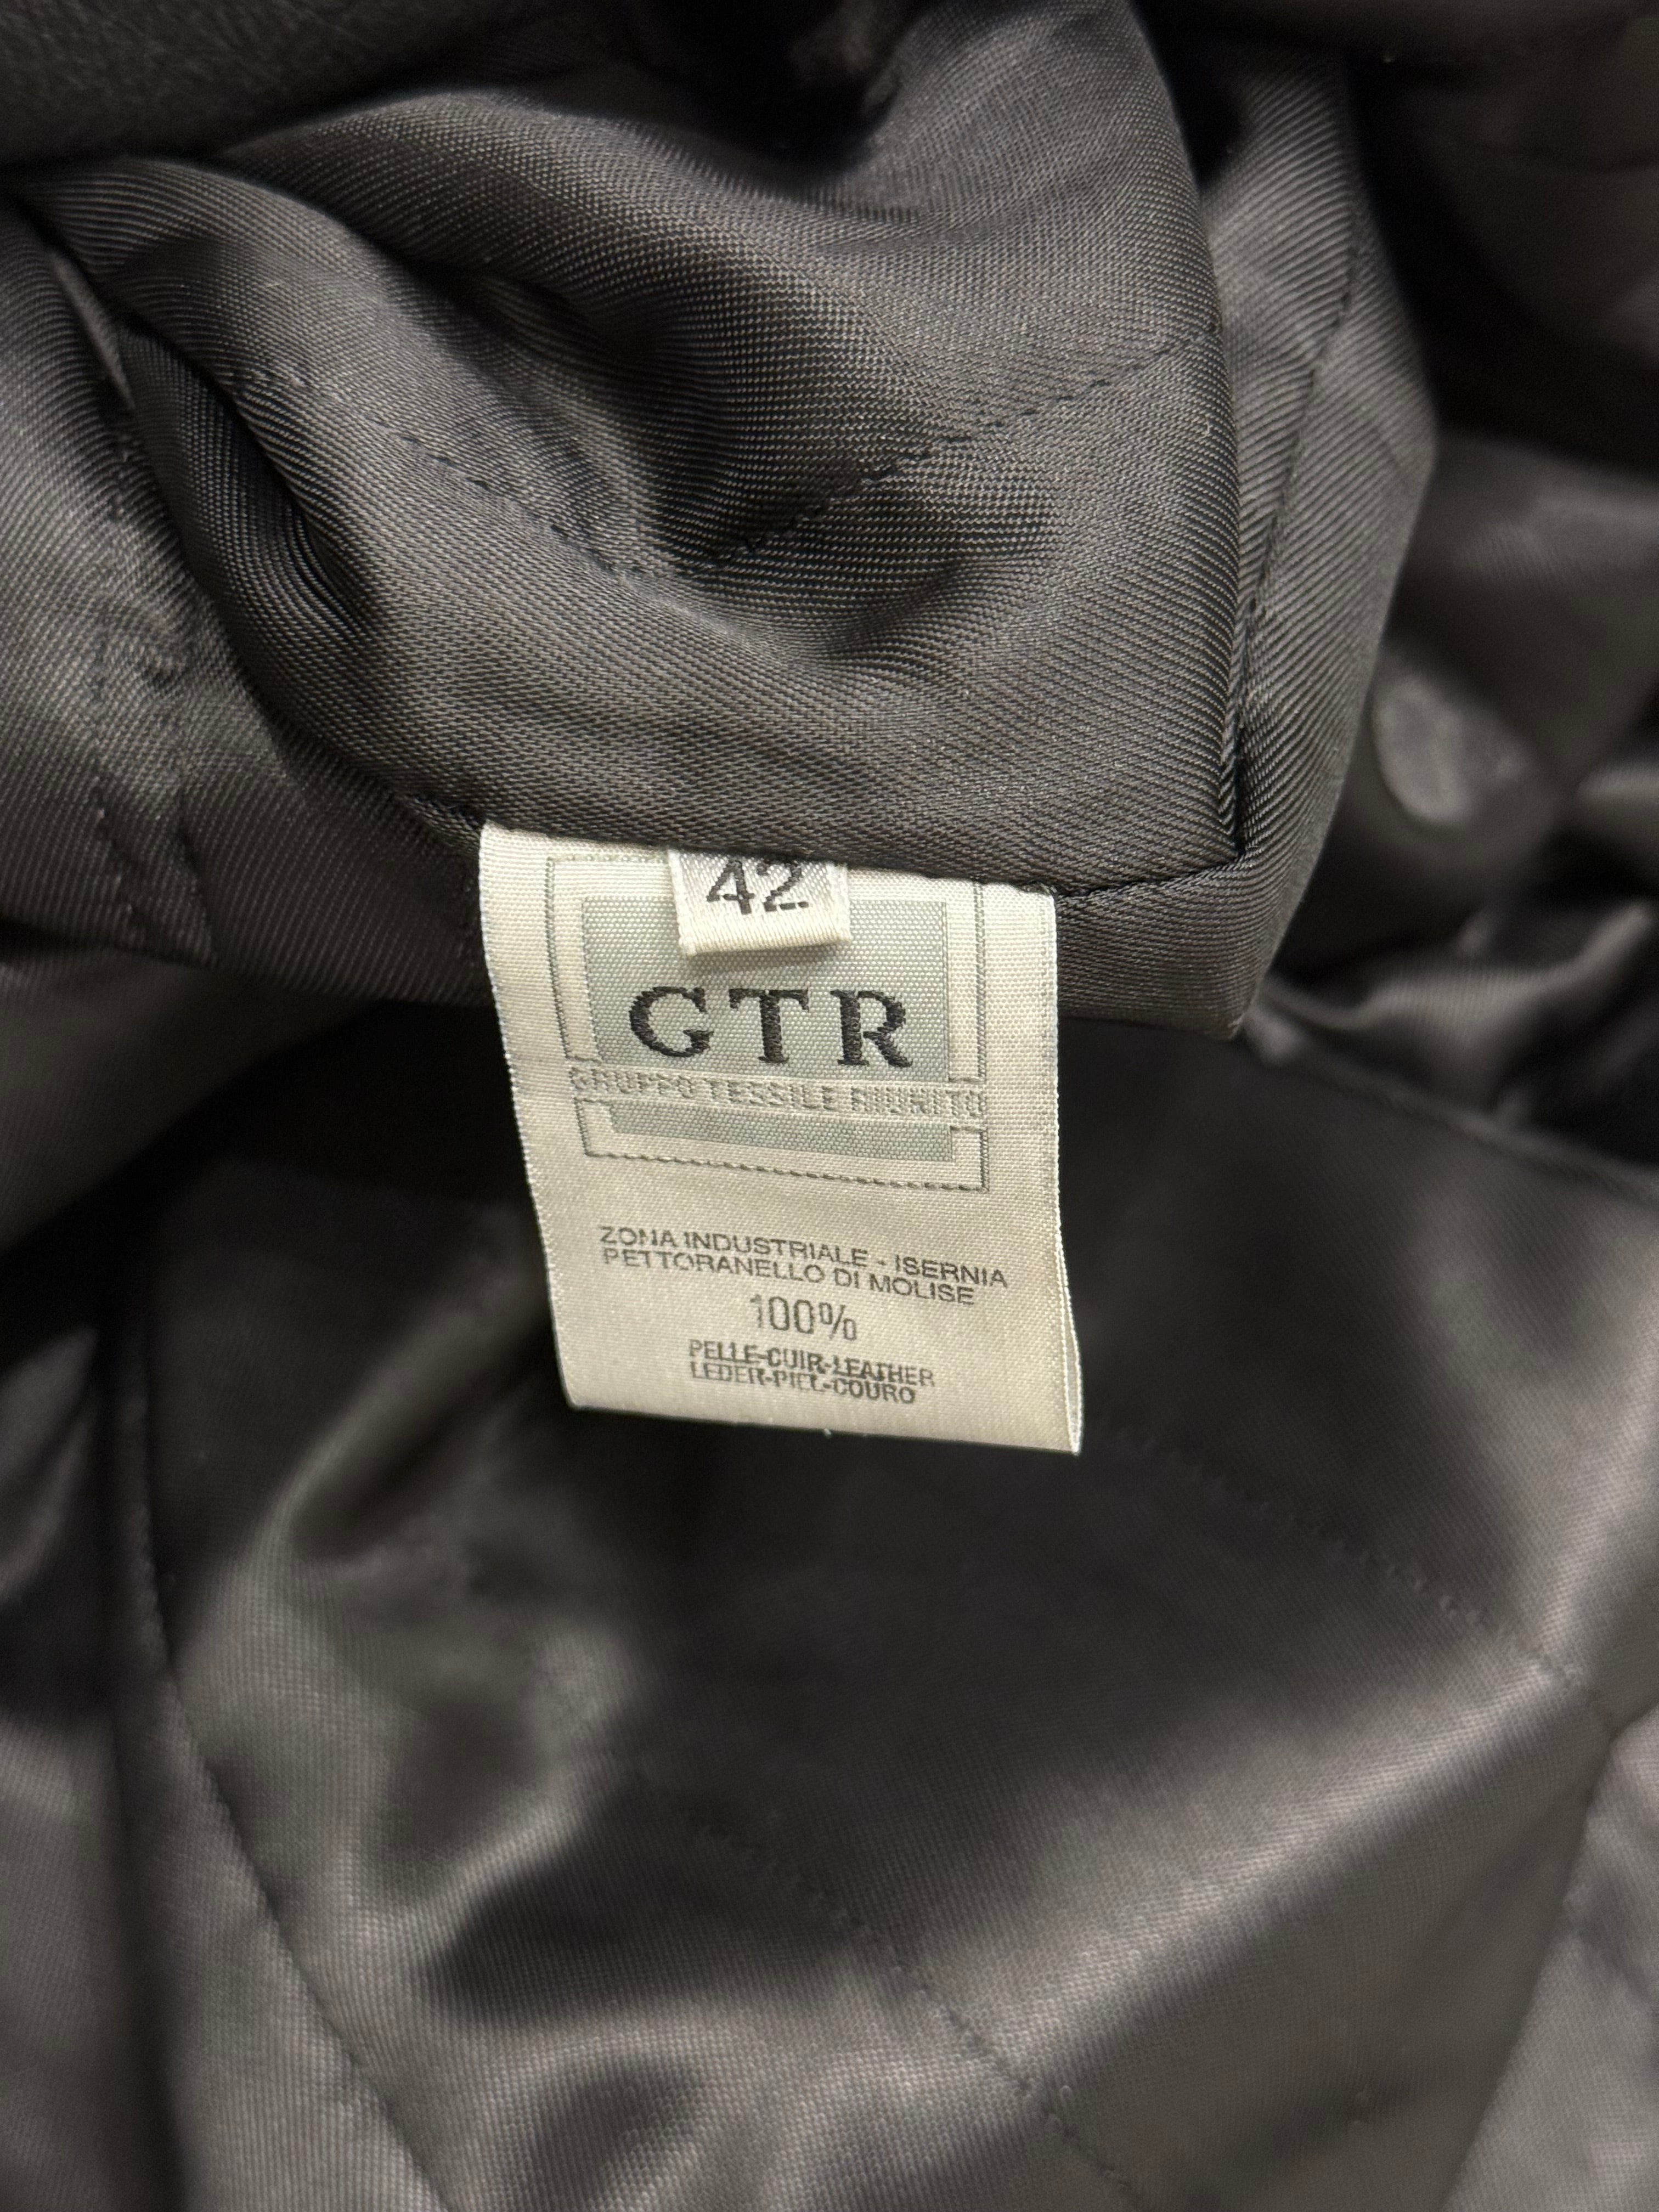 42
GTR
GRUPPO TESSILE RIUNITO
ZONA INDUSTRIALE - ISERNIA
PETTORANELLO DI MOLISE
100%
PELLE-CUIR-LEATHER
LEDER-PIEL-COURO